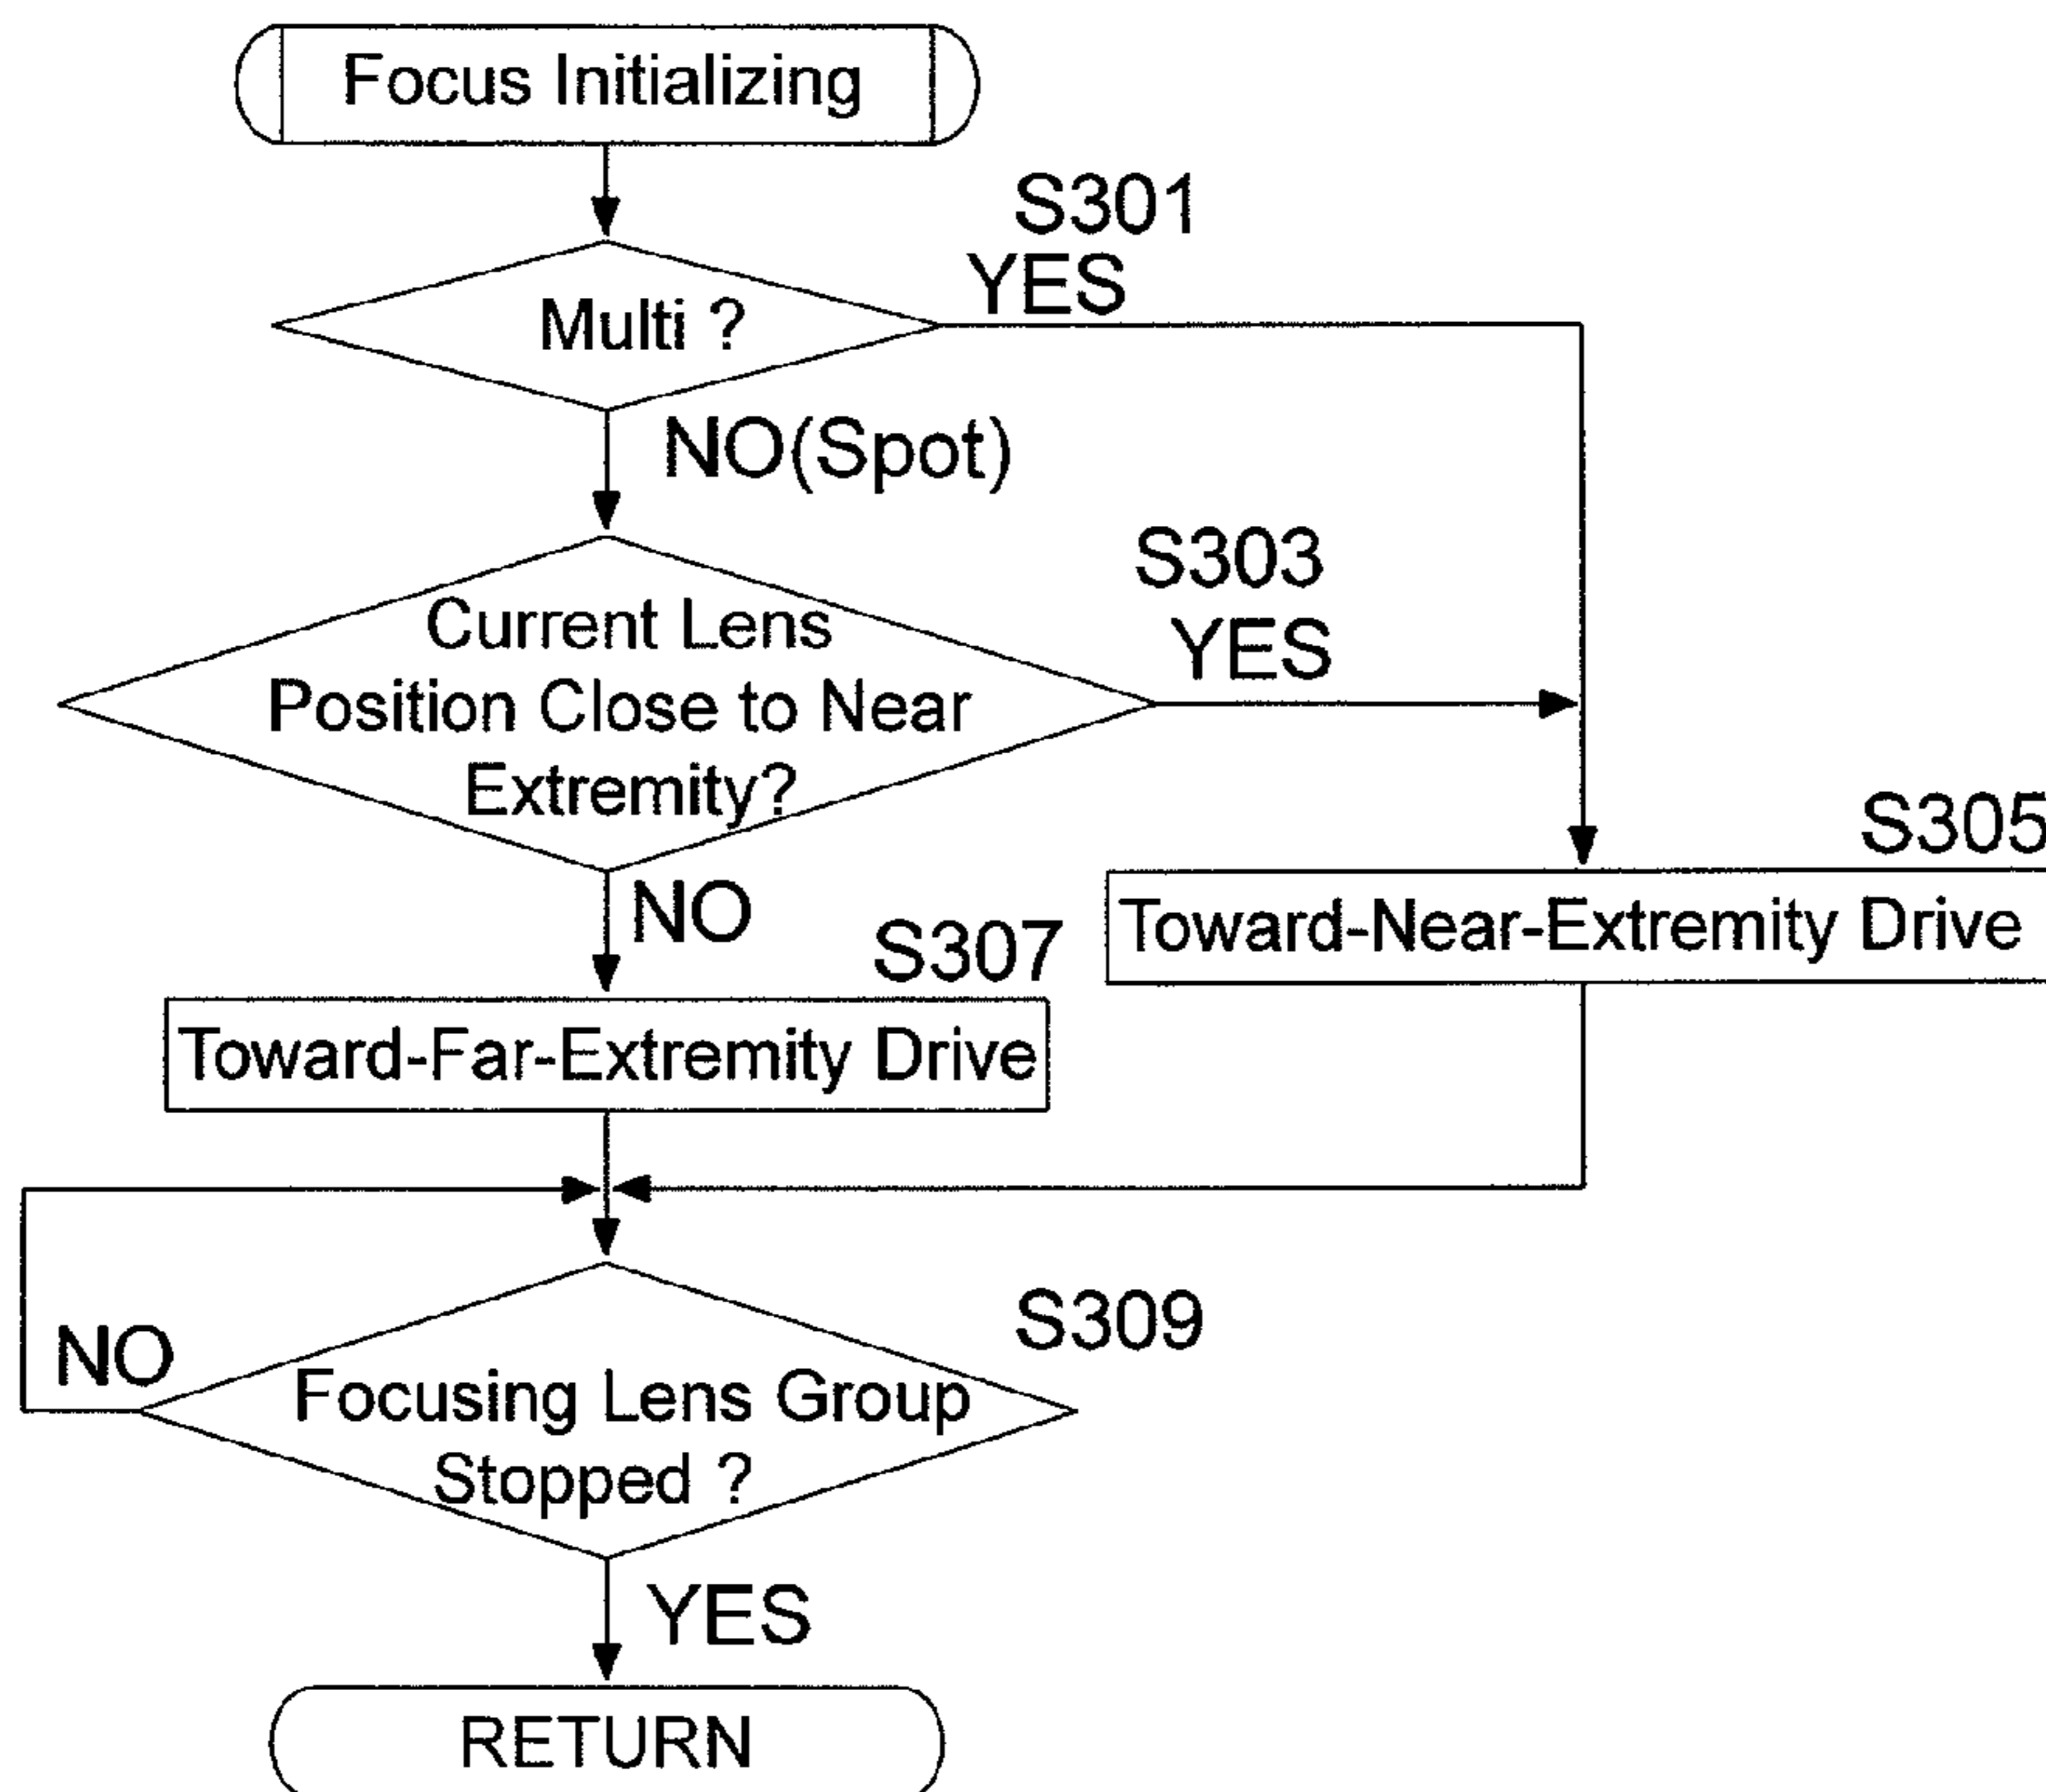 Focus Initializing
S301
YES
Multi ?
NO(Spot)
S303
YES
Current Lens
Position Close to Near
Extremity?
S305
NO
Toward-Near-Extremity Drive
S307
Toward-Far-Extremity Drive
S309
NO
Focusing Lens Group
Stopped ?
YES
RETURN